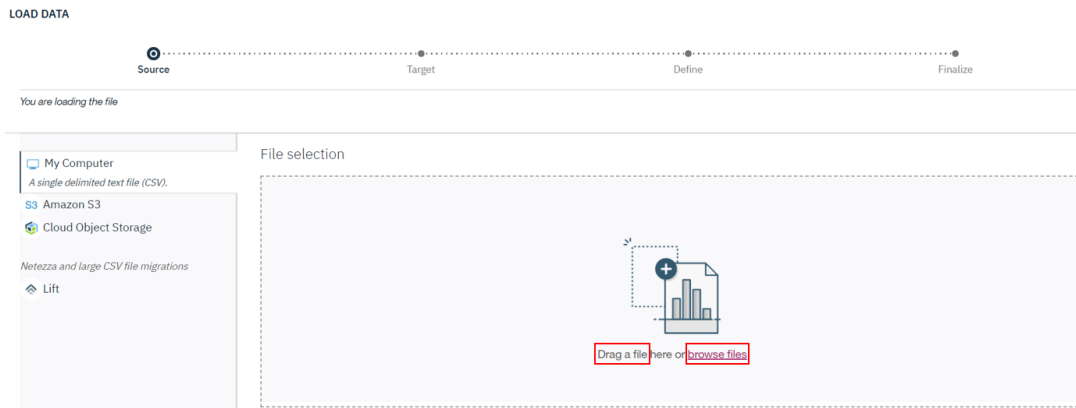 LOAD DATA
Source
Target
Define
Finalize
You are loading the file
My Computer
A single delimited text file (CSV).
S3 Amazon S3
Cloud Object Storage
Netezza and large CSV file migrations
Lift
File selection
Drag a file here or browse files